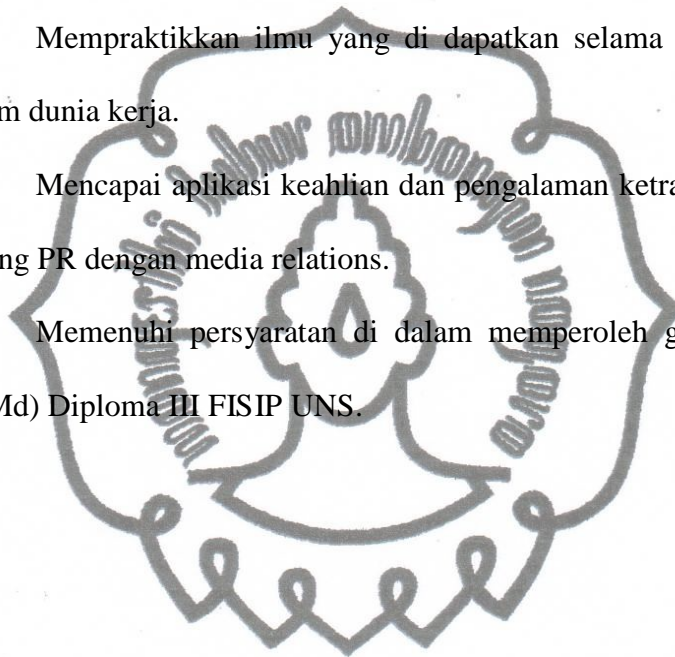 Mempraktikkan ilmu yang di dapatkan selama
m dunia kerja.
Mencapai aplikasi keahlian dan pengalaman ketra
ng PR dengan media relations.
Memenuhi persyaratan di dalam memperoleh g
Md) Diploma III FISIP UNS.